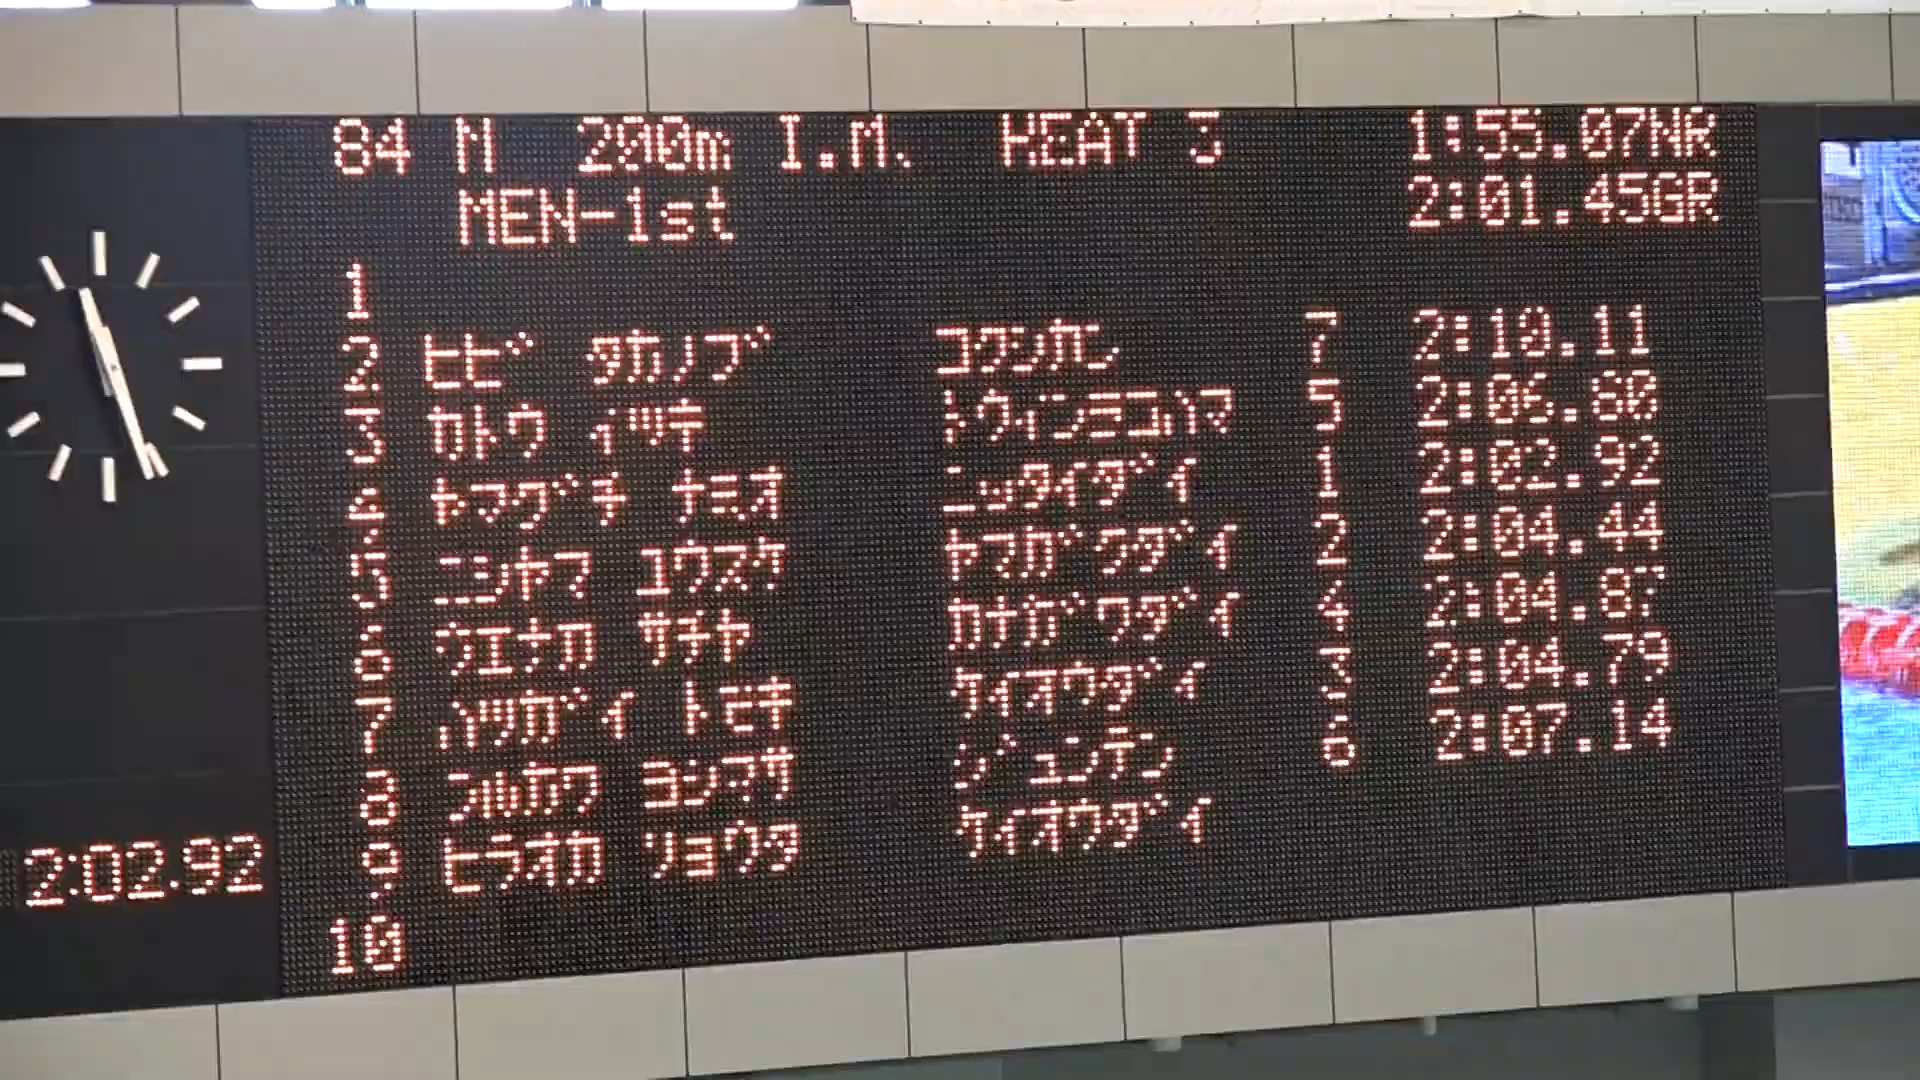 84 M 200m I.M. HEAT 3 1:55.07NR
MEN-1st 2:01.45GR
1
2 ヒビ タカノブ コクシカン 7 2:10.11
3 カトウ イツキ トウインヨコハマ 5 2:06.60
4 ヤマグチ ナミオ ニッタイダイ 1 2:02.92
5 ニシヤマ ユウスケ ヤマガクダイ 2 2:04.44
6 ウエナカ サチヤ カナガワダイ 4 2:04.87
7 ハツガイ トモキ ケイオウダイ 3 2:04.79
8 フルカワ ヨシマサ ジュンテン 6 2:07.14
9 ヒラオカ リョウタ ケイオウダイ
10
2:02.92